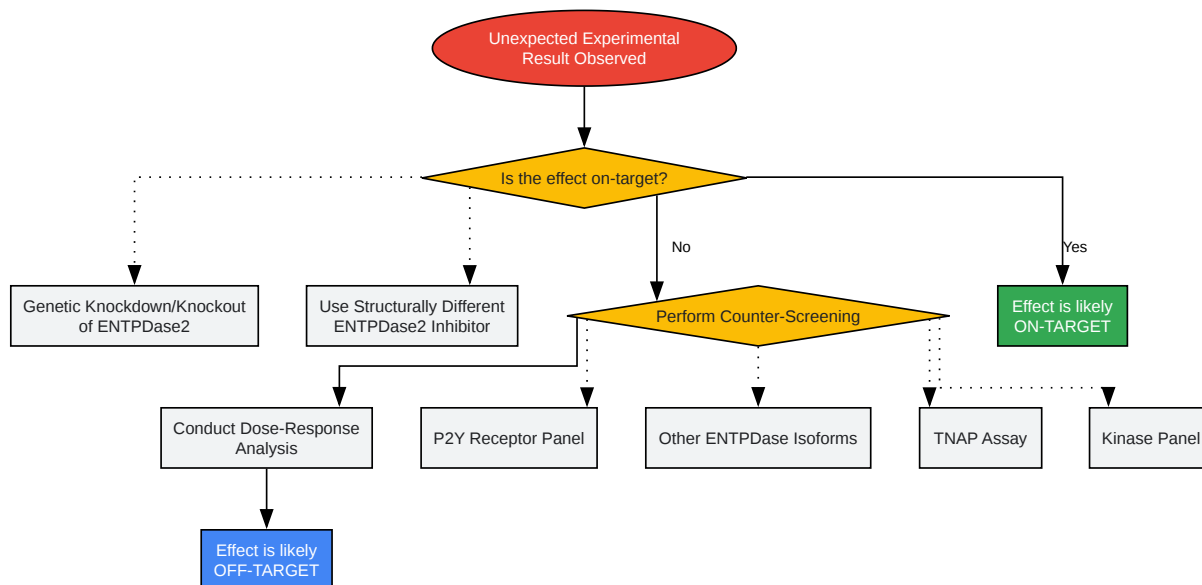 Unexpected Experimental
Result Observed
Is the effect on-target?
No
Yes
Genetic Knockdown/Knockout
of ENTPDase2
Use Structurally Different
ENTPDase2 Inhibitor
Perform Counter-Screening
Effect is likely
ON-TARGET
Conduct Dose-Response
Analysis
P2Y Receptor Panel
Other ENTPDase Isoforms
TNAP Assay
Kinase Panel
Effect is likely
OFF-TARGET